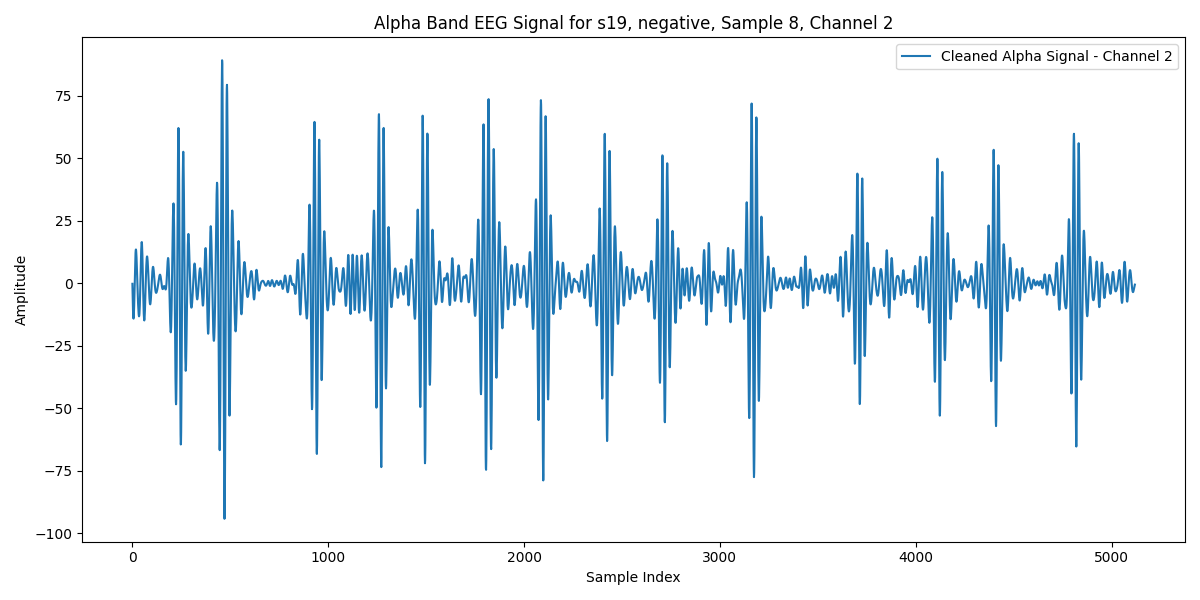 Alpha Band EEG Signal for s19, negative, Sample 8, Channel 2
Cleaned Alpha Signal - Channel 2
75
50
25
0
−25
−50
−75
−100
Amplitude
0 1000 2000 3000 4000 5000
Sample Index